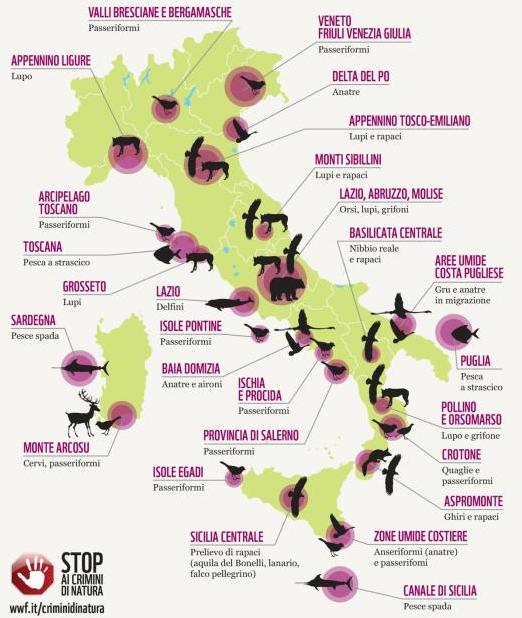 VALLI BRESCIANE E BERGAMASCHE
Passeriformi
VENETO
FRIULI VENEZIA GIULIA
Passeriformi
APPENNINO LIGURE
Lupo
DELTA DEL PO
Anatre
APPENNINO TOSCO-EMILIANO
Lupi e rapaci
MONTI SIBILLINI
Lupi e rapaci
LAZIO, ABRUZZO, MOLISE
Orsi, lupi, grifoni
ARCIPELAGO
TOSCANO
Passeriformi
BASILICATA CENTRALE
Nibbio reale
e rapaci
TOSCANA
Pesca a strascico
AREE UMIDE
COSTA PUGLIESE
Gru e anatre
in migrazione
GROSSETO
Lupi
LAZIO
Delfini
SARDEGNA
Pesce spada
ISOLE PONTINE
Passeriformi
PUGLIA
Pesca
a strascico
BAIA DOMIZIA
Anatre e aironi
ISCHIA
E PROCIDA
Passeriformi
POLLINO
E ORSOMARSO
Lupo e grifone
PROVINCIA DI SALERNO
Passeriformi
MONTE ARCOSU
Cervi, passeriformi
CROTONE
Quaglie e
passeriformi
ISOLE EGADI
Passeriformi
ASPROMONTE
Ghiri e rapaci
SICILIA CENTRALE
Prelievo di rapaci
(aquila del Bonelli, lanario,
falco pellegrino)
ZONE UMIDE COSTIERE
Anseriformi (anatre)
e passerifomi
CANALE DI SICILIA
Pesce spada
STOP
AI CRIMINI
DI NATURA
wwf.it/criminidinatura